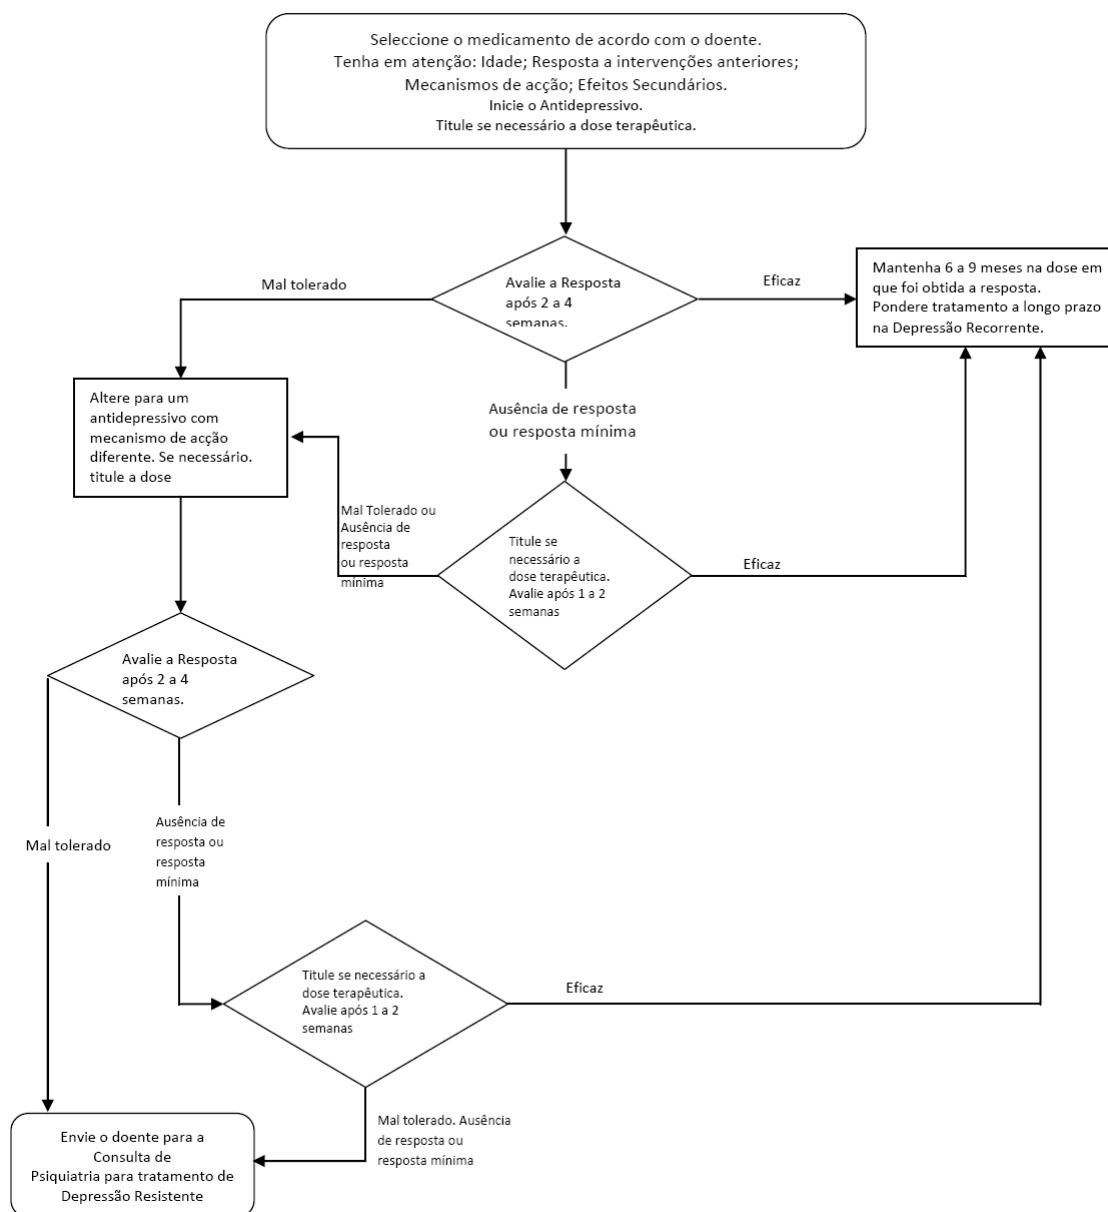 Seleccione o medicamento de acordo com o doente.
Tenha em atenção: Idade; Resposta a intervenções anteriores;
Mecanismos de acção; Efeitos Secundários.
Inicie o Antidepressivo.
Titule se necessário a dose terapêutica.
Mal tolerado
Avalie a Resposta
após 2 a 4
semanas.
Eficaz
Mantenha 6 a 9 meses na dose em
que foi obtida a resposta.
Pondere tratamento a longo prazo
na Depressão Recorrente.
Altere para um
antidepressivo com
mecanismo de acção
diferente. Se necessário.
titule a dose
Ausência de resposta
ou resposta mínima
Mal Tolerado ou
Ausência de
resposta
ou resposta
mínima
Titule se
necessário a
dose terapêutica.
Avalie após 1 a 2
semanas
Eficaz
Avalie a Resposta
após 2 a 4
semanas.
Mal tolerado
Ausência de
resposta ou
resposta
mínima
Titule se necessário a
dose terapêutica.
Avalie após 1 a 2
semanas
Eficaz
Mal tolerado. Ausência
de resposta ou
resposta mínima
Envie o doente para a
Consulta de
Psiquiatria para tratamento de
Depressão Resistente